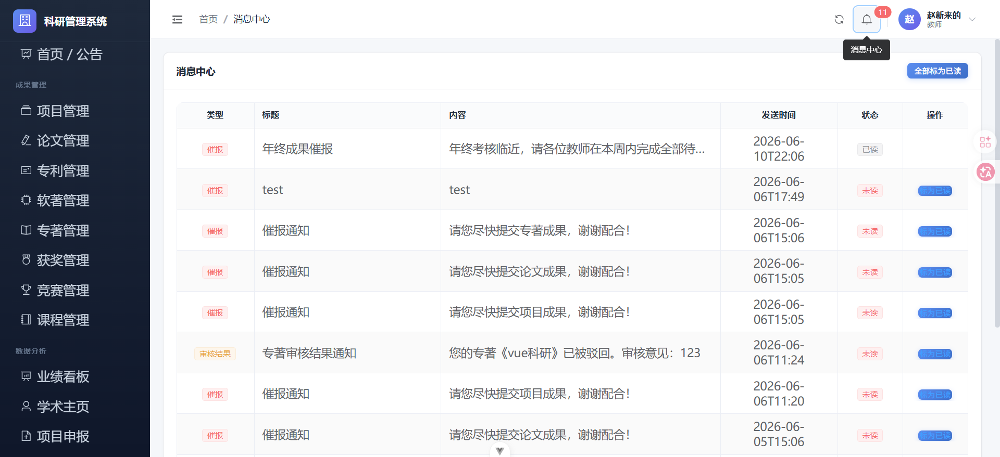 科研管理系统
首页 / 消息中心
11
赵
赵新来的
教师
消息中心
首页 / 公告
成果管理
项目管理
论文管理
专利管理
软著管理
专著管理
获奖管理
竞赛管理
课程管理
数据分析
业绩看板
学术主页
项目申报
消息中心
全部标为已读
类型 标题 内容 发送时间 状态 操作
催报 年终成果催报 年终考核临近，请各位教师在本周内完成全部待... 2026-06-
10T22:06 已读
催报 test test 2026-06-
06T17:49 未读 标为已读
催报 催报通知 请您尽快提交专著成果，谢谢配合！ 2026-06-
06T15:06 未读 标为已读
催报 催报通知 请您尽快提交论文成果，谢谢配合！ 2026-06-
06T15:05 未读 标为已读
催报 催报通知 请您尽快提交项目成果，谢谢配合！ 2026-06-
06T15:05 未读 标为已读
审核结果 专著审核结果通知 您的专著《vue科研》已被驳回。审核意见：123 2026-06-
06T11:24 未读 标为已读
催报 催报通知 请您尽快提交项目成果，谢谢配合！ 2026-06-
06T11:20 未读 标为已读
催报 催报通知 请您尽快提交论文成果，谢谢配合！ 2026-06-
05T15:06 未读 标为已读